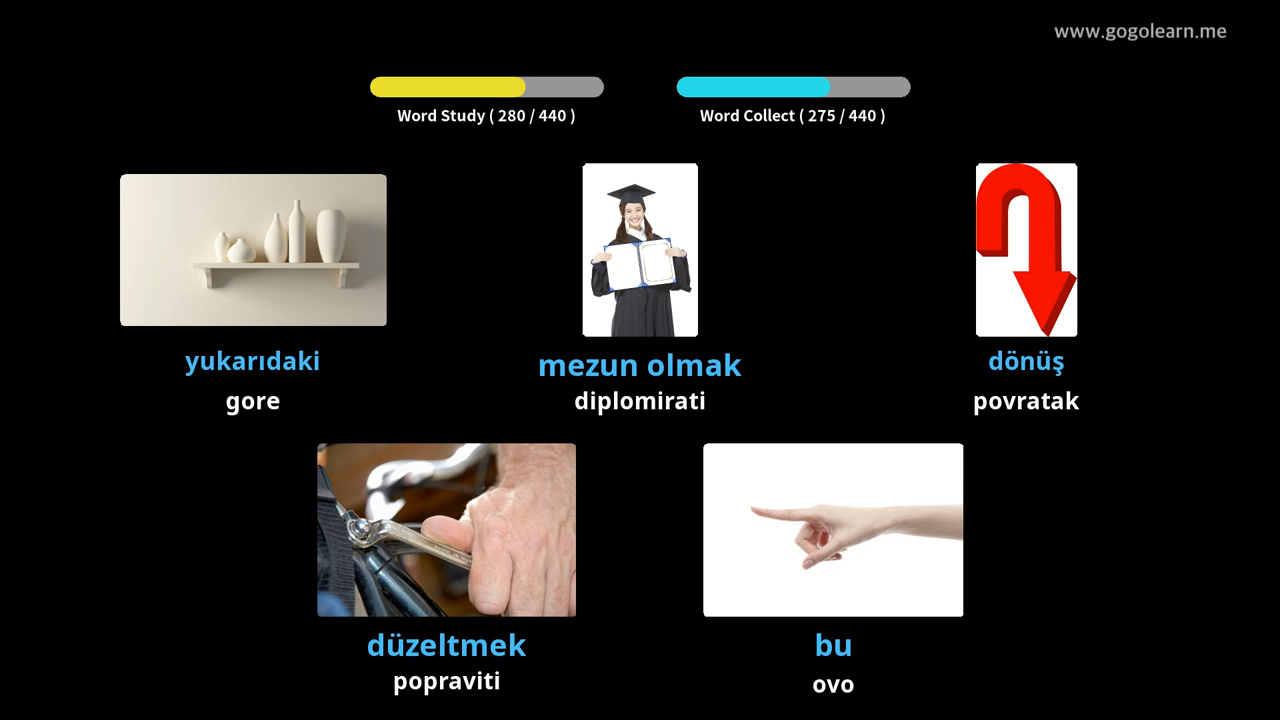 www.gogolearn.me
Word Study ( 280 / 440 )
Word Collect ( 275 / 440 )
yukarıdaki
gore
mezun olmak
diplomirati
dönüş
povratak
düzeltmek
popraviti
bu
ovo